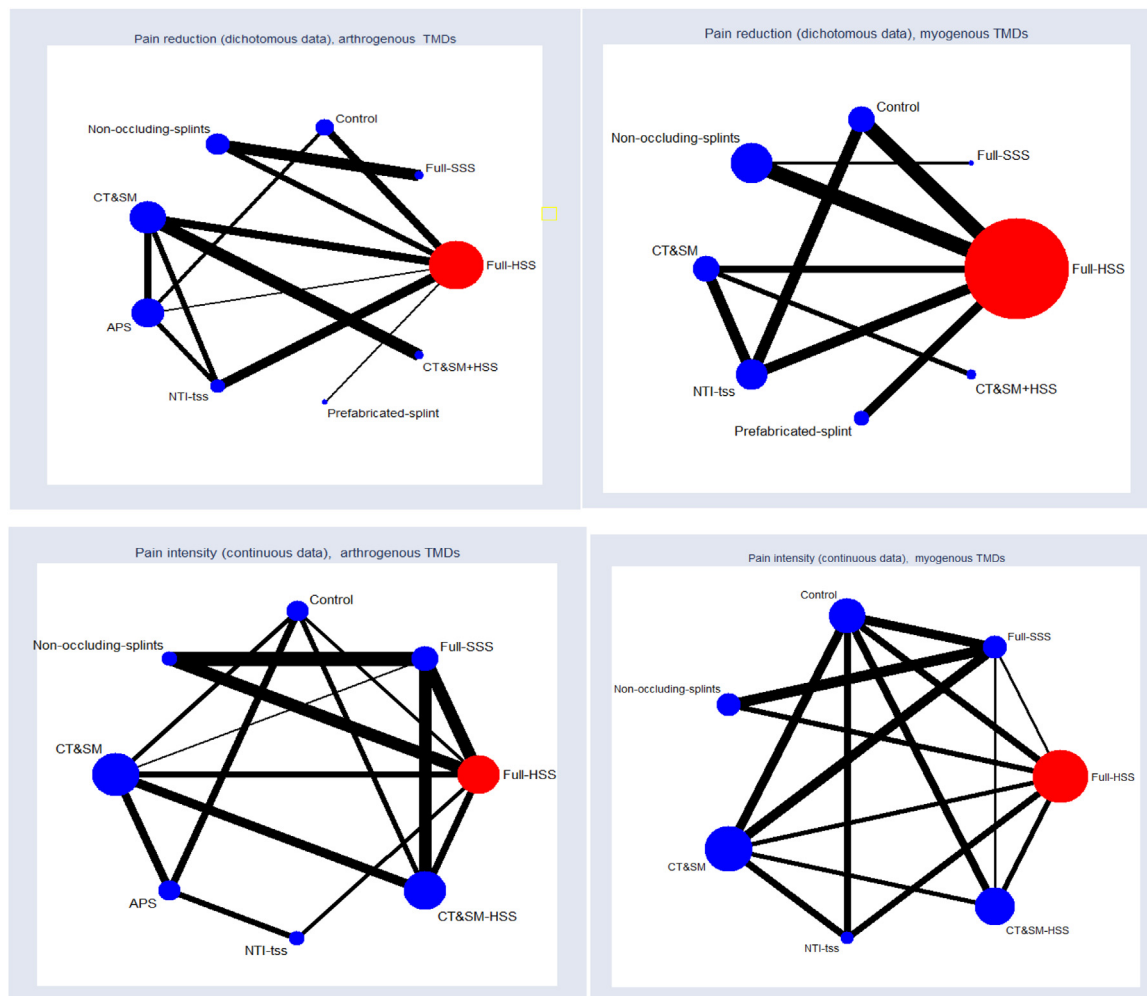 Pain reduction (dichotomous data), arthrogenous  TMDs
Control
Non-occluding-splints
Full-SSS
CT&SM
Full-HSS
APS
CT&SM+HSS
NTI-tss
Prefabricated-splint
Pain reduction (dichotomous data), myogenous TMDs
Control
Non-occluding-splints
Full-SSS
CT&SM
Full-HSS
NTI-tss
CT&SM+HSS
Prefabricated-splint
Pain intensity (continuous data),  arthrogenous TMDs
Control
Non-occluding-splints
Full-SSS
CT&SM
Full-HSS
APS
CT&SM-HSS
NTI-tss
Pain intensity (continuous data),  myogenous TMDs
Control
Full-SSS
Non-occluding-splints
Full-HSS
CT&SM
CT&SM-HSS
NTI-tss